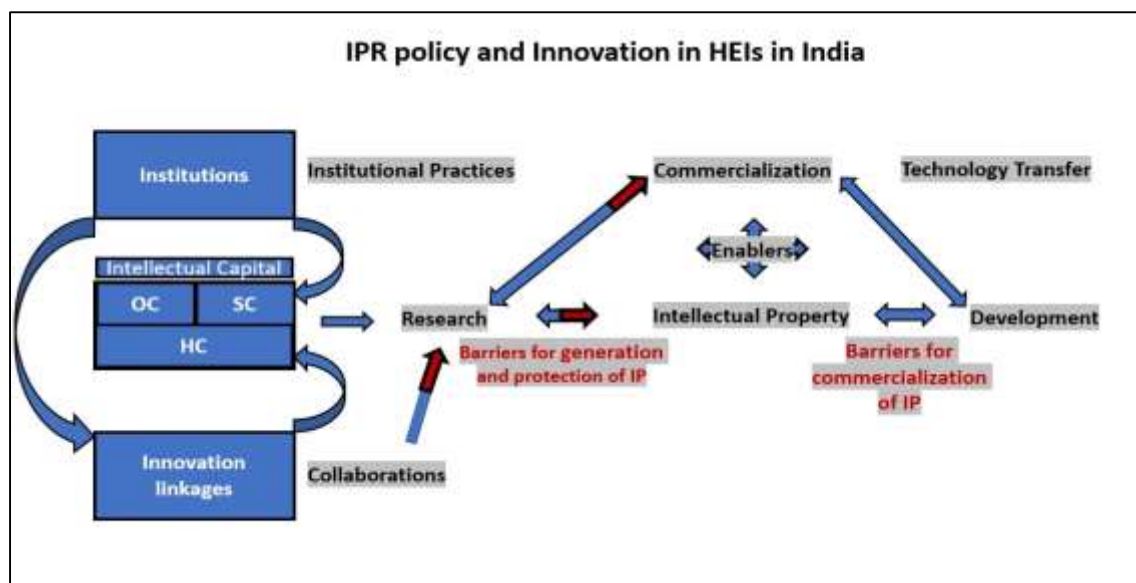 IPR policy and Innovation in HEIs in India
Institutions
Institutional Practices
Commercialization
Technology Transfer
Enablers
Intellectual Capital
OC
SC
HC
Research
Intellectual Property
Development
Barriers for generation
and protection of IP
Barriers for
commercialization
of IP
Innovation
linkages
Collaborations